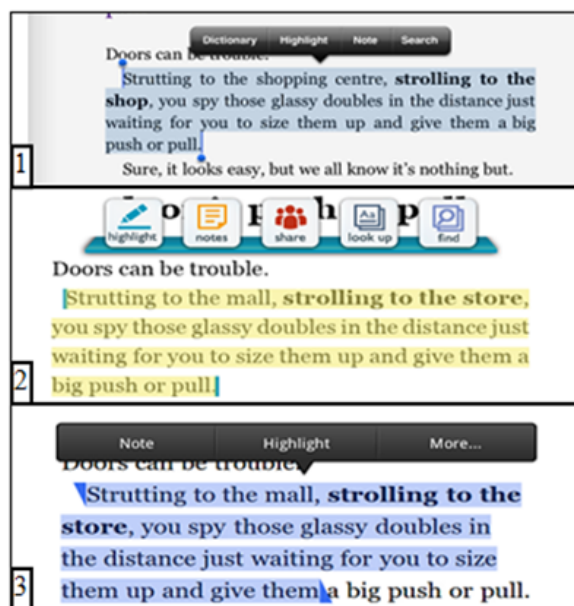 Dictionary Highlight Note Search
Doors can be trouble.
Strutting to the shopping centre, strolling to the
shop, you spy those glassy doubles in the distance just
waiting for you to size them up and give them a big
push or pull.
1
Sure, it looks easy, but we all know it's nothing but.
highlight notes share look up find
Doors can be trouble.
Strutting to the mall, strolling to the store,
you spy those glassy doubles in the distance just
waiting for you to size them up and give them a
2
big push or pull.
Note Highlight More...
Doors can be trouble.
Strutting to the mall, strolling to the
store, you spy those glassy doubles in
the distance just waiting for you to size
3
them up and give them a big push or pull.